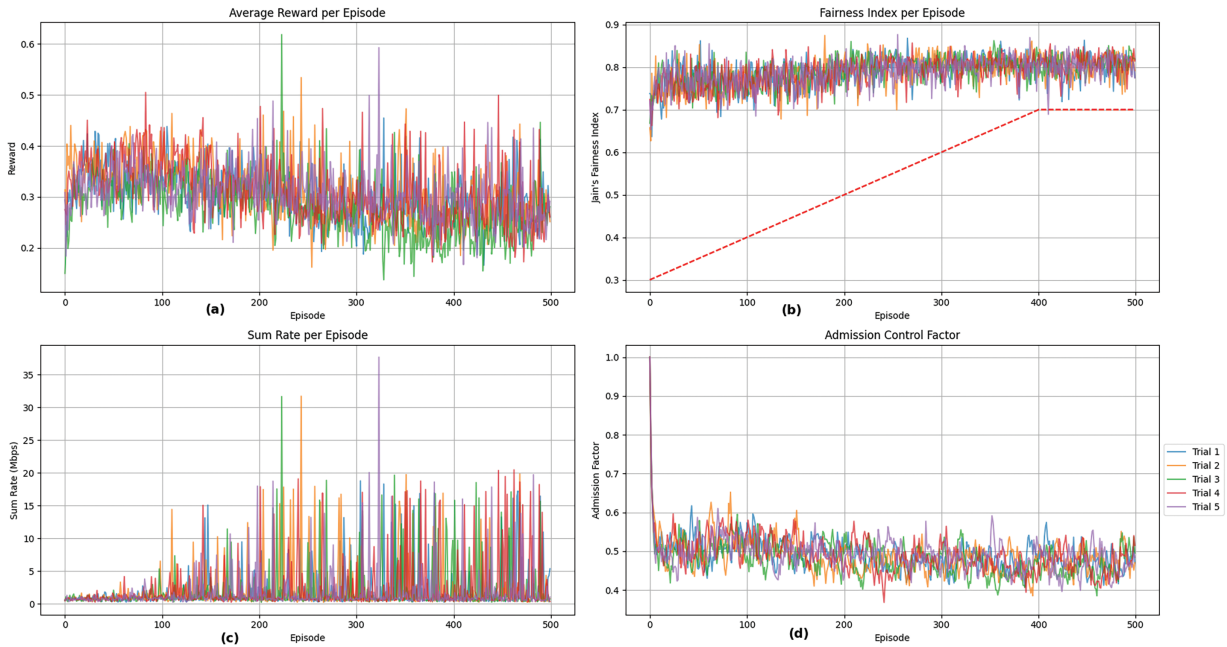 Average Reward per Episode
0.6
0.5
0.4
0.3
0.2
Reward
0 100 200 300 400 500
(a)
Episode
Fairness Index per Episode
0.9
0.8
0.7
0.6
0.5
0.4
0.3
Jain's Fairness Index
0 100 200 300 400 500
(b)
Episode
Sum Rate per Episode
35
30
25
20
15
10
5
0
Sum Rate (Mbps)
0 100 200 300 400 500
(c)
Episode
Admission Control Factor
1.0
0.9
0.8
0.7
0.6
0.5
0.4
Admission Factor
0 100 200 300 400 500
(d)
Episode
Trial 1
Trial 2
Trial 3
Trial 4
Trial 5